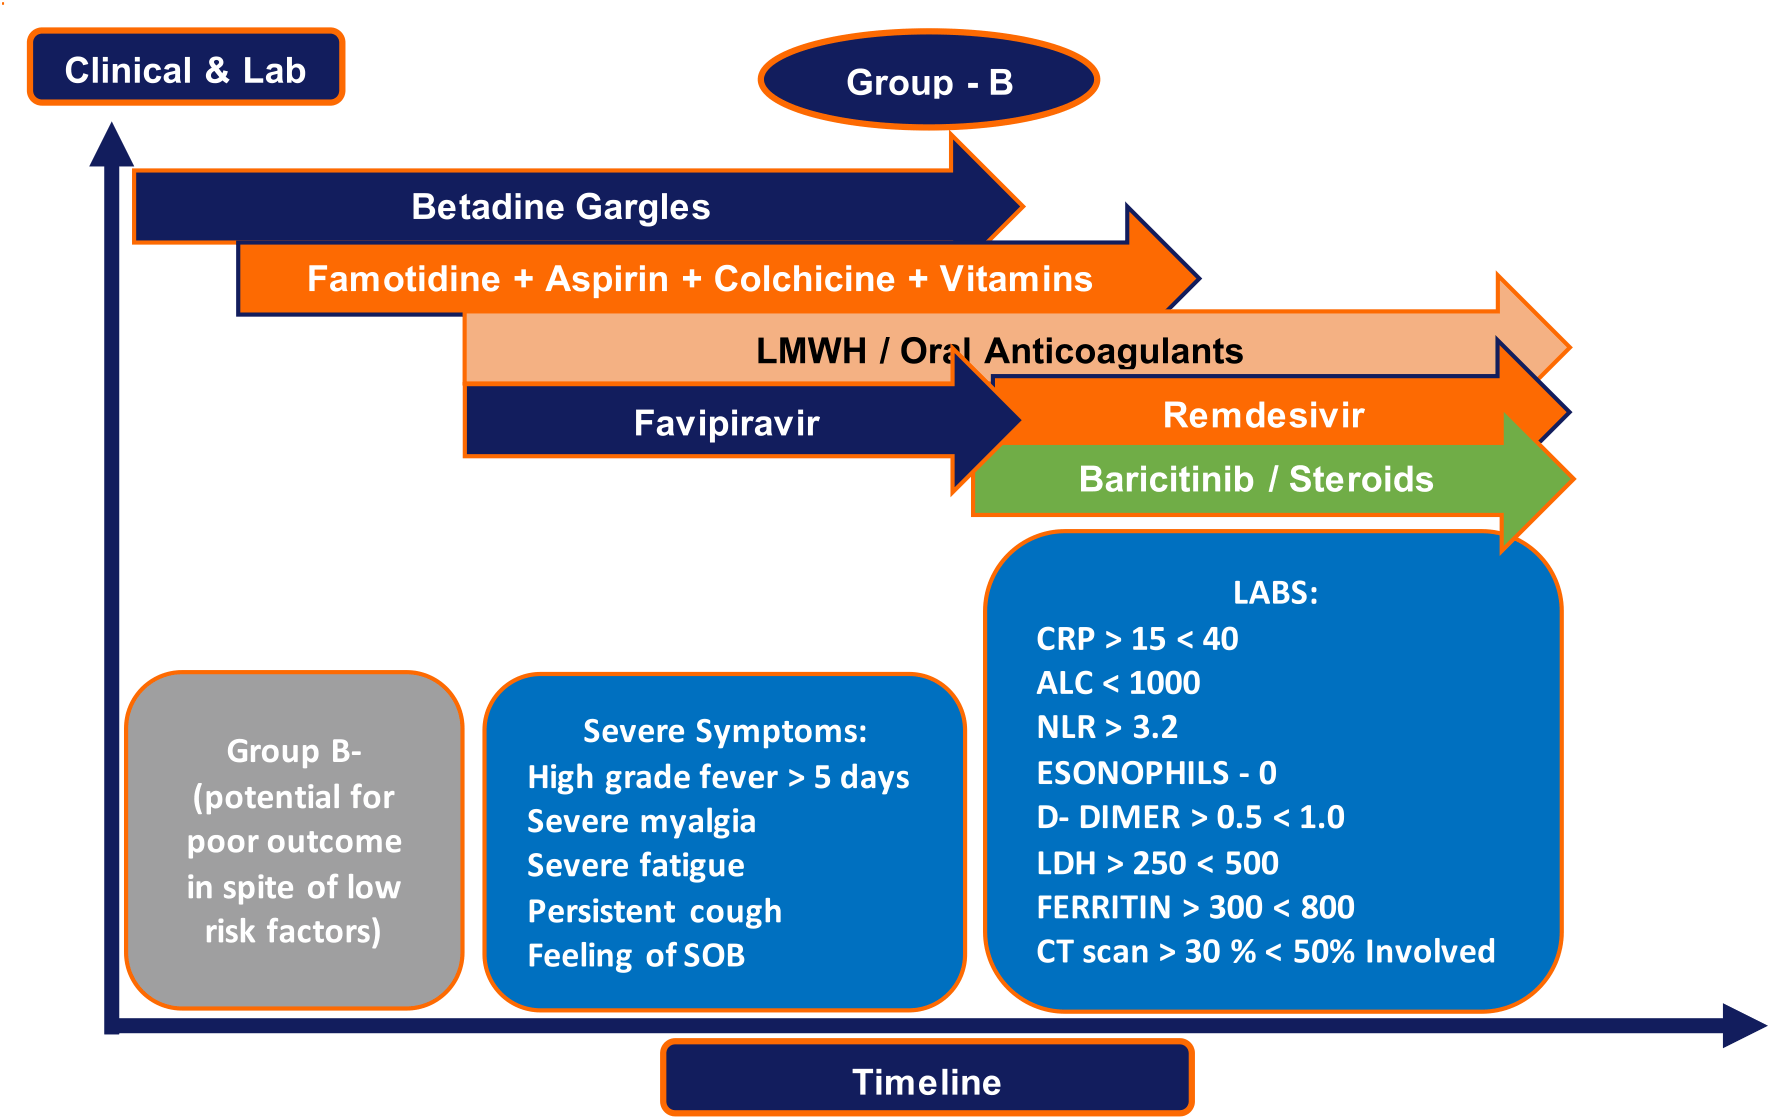 Clinical & Lab
Group - B
Betadine Gargles
Famotidine + Aspirin + Colchicine + Vitamins
LMWH / Oral Anticoagulants
Favipiravir
Remdesivir
Baricitinib / Steroids
Group B-
(potential for
poor outcome
in spite of low
risk factors)
Severe Symptoms:
High grade fever > 5 days
Severe myalgia
Severe fatigue
Persistent cough
Feeling of SOB
LABS:
CRP > 15 < 40
ALC < 1000
NLR > 3.2
ESONOPHILS - 0
D- DIMER > 0.5 < 1.0
LDH > 250 < 500
FERRITIN > 300 < 800
CT scan > 30 % < 50% Involved
Timeline